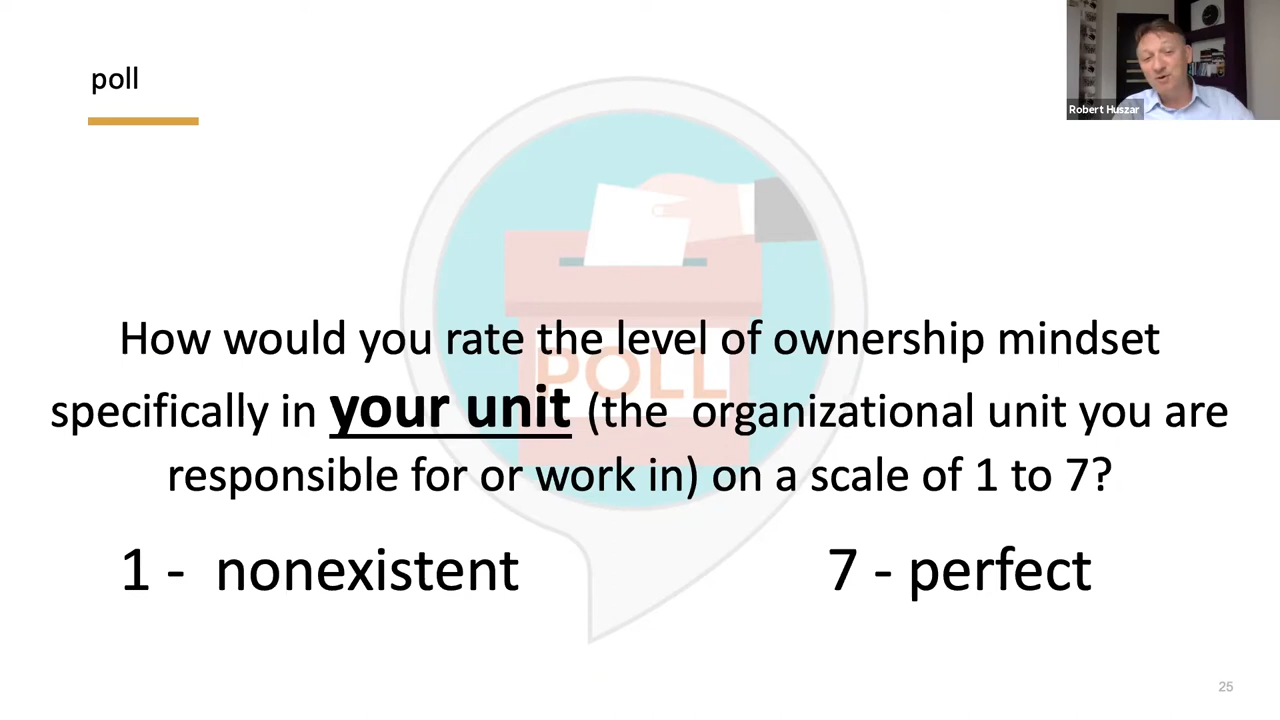 poll
Robert Huszar
POLL
How would you rate the level of ownership mindset
specifically in your unit (the organizational unit you are
responsible for or work in) on a scale of 1 to 7?
1 - nonexistent
7 - perfect
25